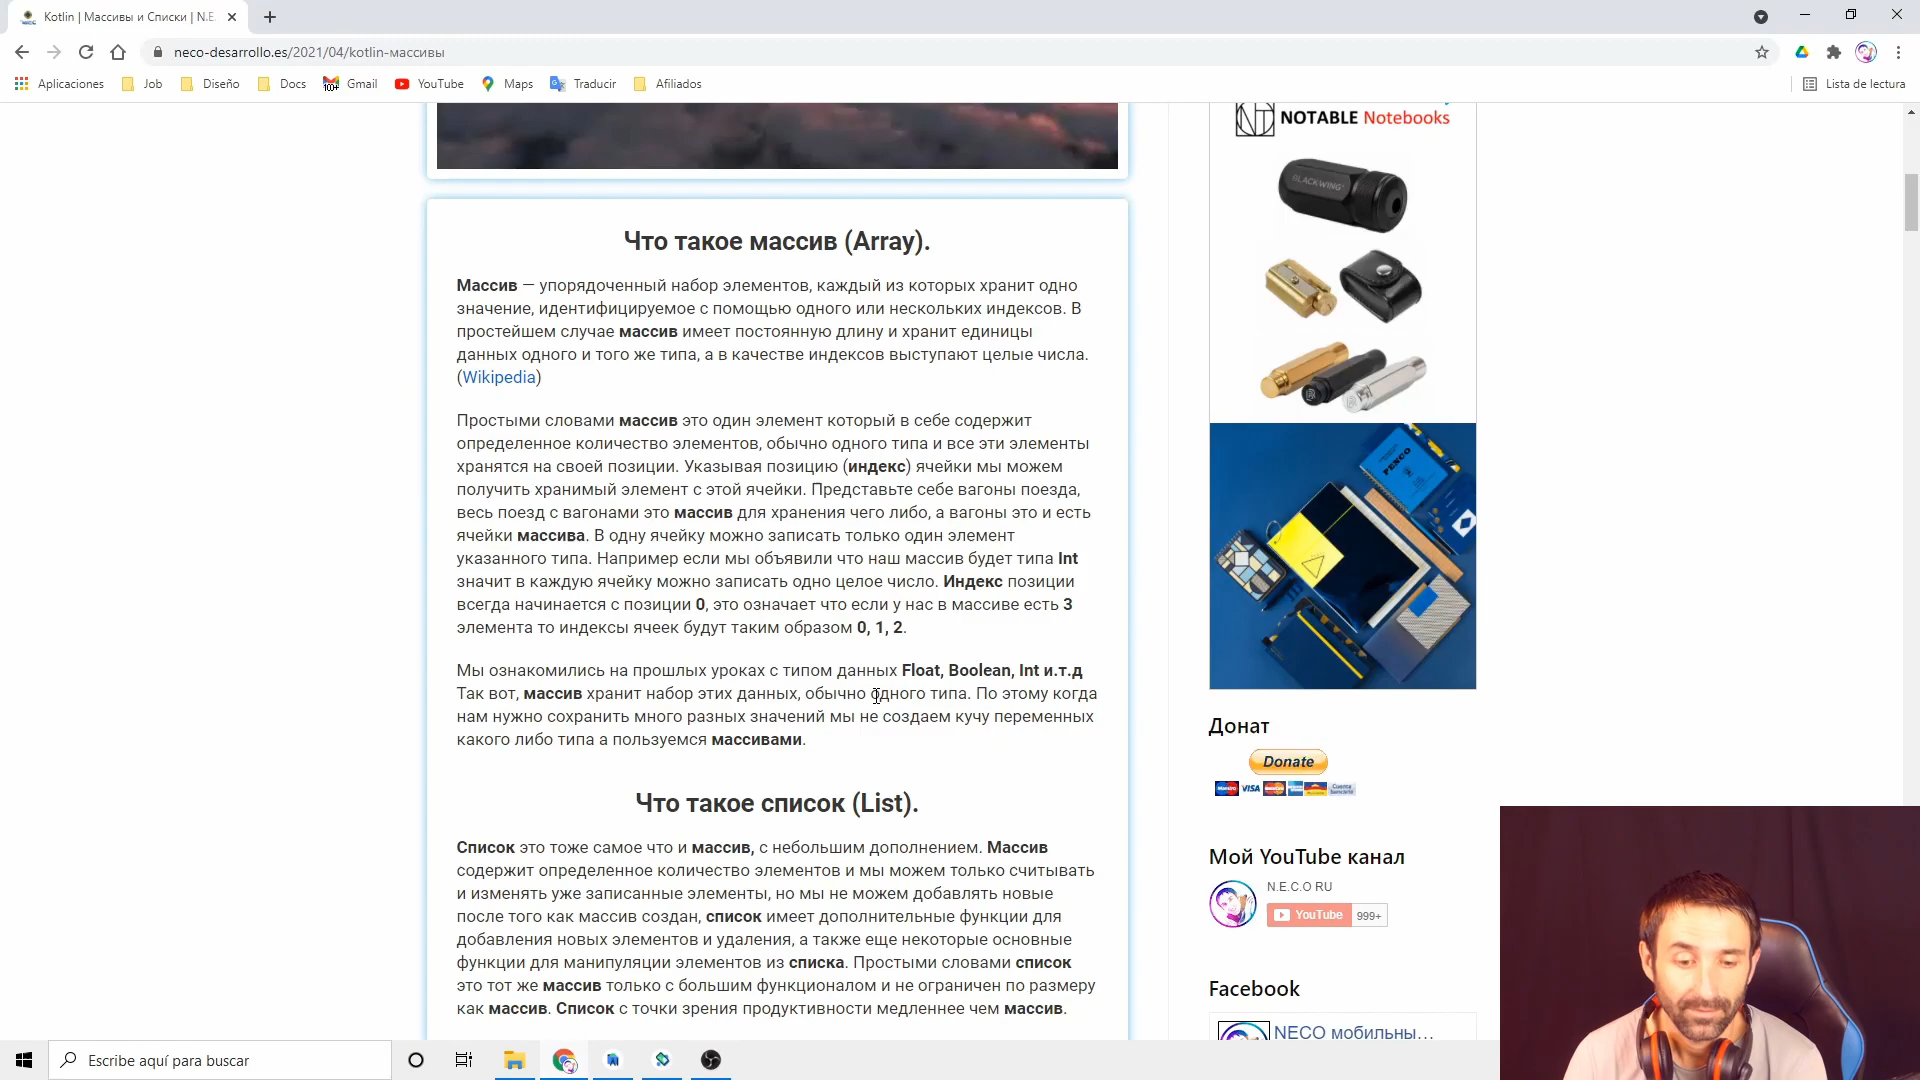 Kotlin | Массивы и Списки | N.E.
neco-desarrollo.es/2021/04/kotlin-массивы
Aplicaciones
Job
Diseño
Docs
Gmail
YouTube
Maps
Traducir
Afiliados
Lista de lectura
Что такое массив (Array).
Массив — упорядоченный набор элементов, каждый из которых хранит одно
значение, идентифицируемое с помощью одного или нескольких индексов. В
простейшем случае массив имеет постоянную длину и хранит единицы
данных одного и того же типа, а в качестве индексов выступают целые числа.
(Wikipedia)
Простыми словами массив это один элемент который в себе содержит
определенное количество элементов, обычно одного типа и все эти элементы
хранятся на своей позиции. Указывая позицию (индекс) ячейки мы можем
получить хранимый элемент с этой ячейки. Представьте себе вагоны поезда,
весь поезд с вагонами это массив для хранения чего либо, а вагоны это и есть
ячейки массива. В одну ячейку можно записать только один элемент
указанного типа. Например если мы объявили что наш массив будет типа Int
значит в каждую ячейку можно записать одно целое число. Индекс позиции
всегда начинается с позиции 0, это означает что если у нас в массиве есть 3
элемента то индексы ячеек будут таким образом 0, 1, 2.
Мы ознакомились на прошлых уроках с типом данных Float, Boolean, Int и.т.д
Так вот, массив хранит набор этих данных, обычно одного типа. По этому когда
нам нужно сохранить много разных значений мы не создаем кучу переменных
какого либо типа а пользуемся массивами.
Что такое список (List).
Список это тоже самое что и массив, с небольшим дополнением. Массив
содержит определенное количество элементов и мы можем только считывать
и изменять уже записанные элементы, но мы не можем добавлять новые
после того как массив создан, список имеет дополнительные функции для
добавления новых элементов и удаления, а также еще некоторые основные
функции для манипуляции элементов из списка. Простыми словами список
это тот же массив только с большим функционалом и не ограничен по размеру
как массив. Список с точки зрения продуктивности медленнее чем массив.
NOTABLE Notebooks
BLACKWING
PENCO
Донат
Donate
VISA
Мой YouTube канал
N.E.C.O RU
YouTube
999+
Facebook
NECO мобильны...
Escribe aquí para buscar